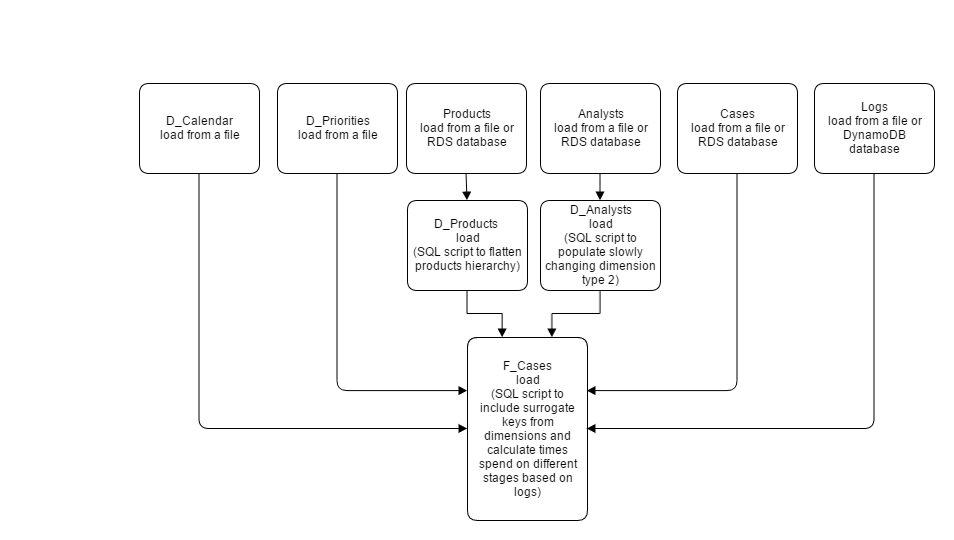 D_Calendar
load from a file
D_Priorities
load from a file
Products
load from a file or
RDS database
Analysts
load from a file or
RDS database
Cases
load from a file or
RDS database
Logs
load from a file or
DynamoDB
database
D_Products
load
(SQL script to flatten
products hierarchy)
D_Analysts
load
(SQL script to
populate slowly
changing dimension
type 2)
F_Cases
load
(SQL script to
include surrogate
keys from
dimensions and
calculate times
spend on different
stages based on
logs)